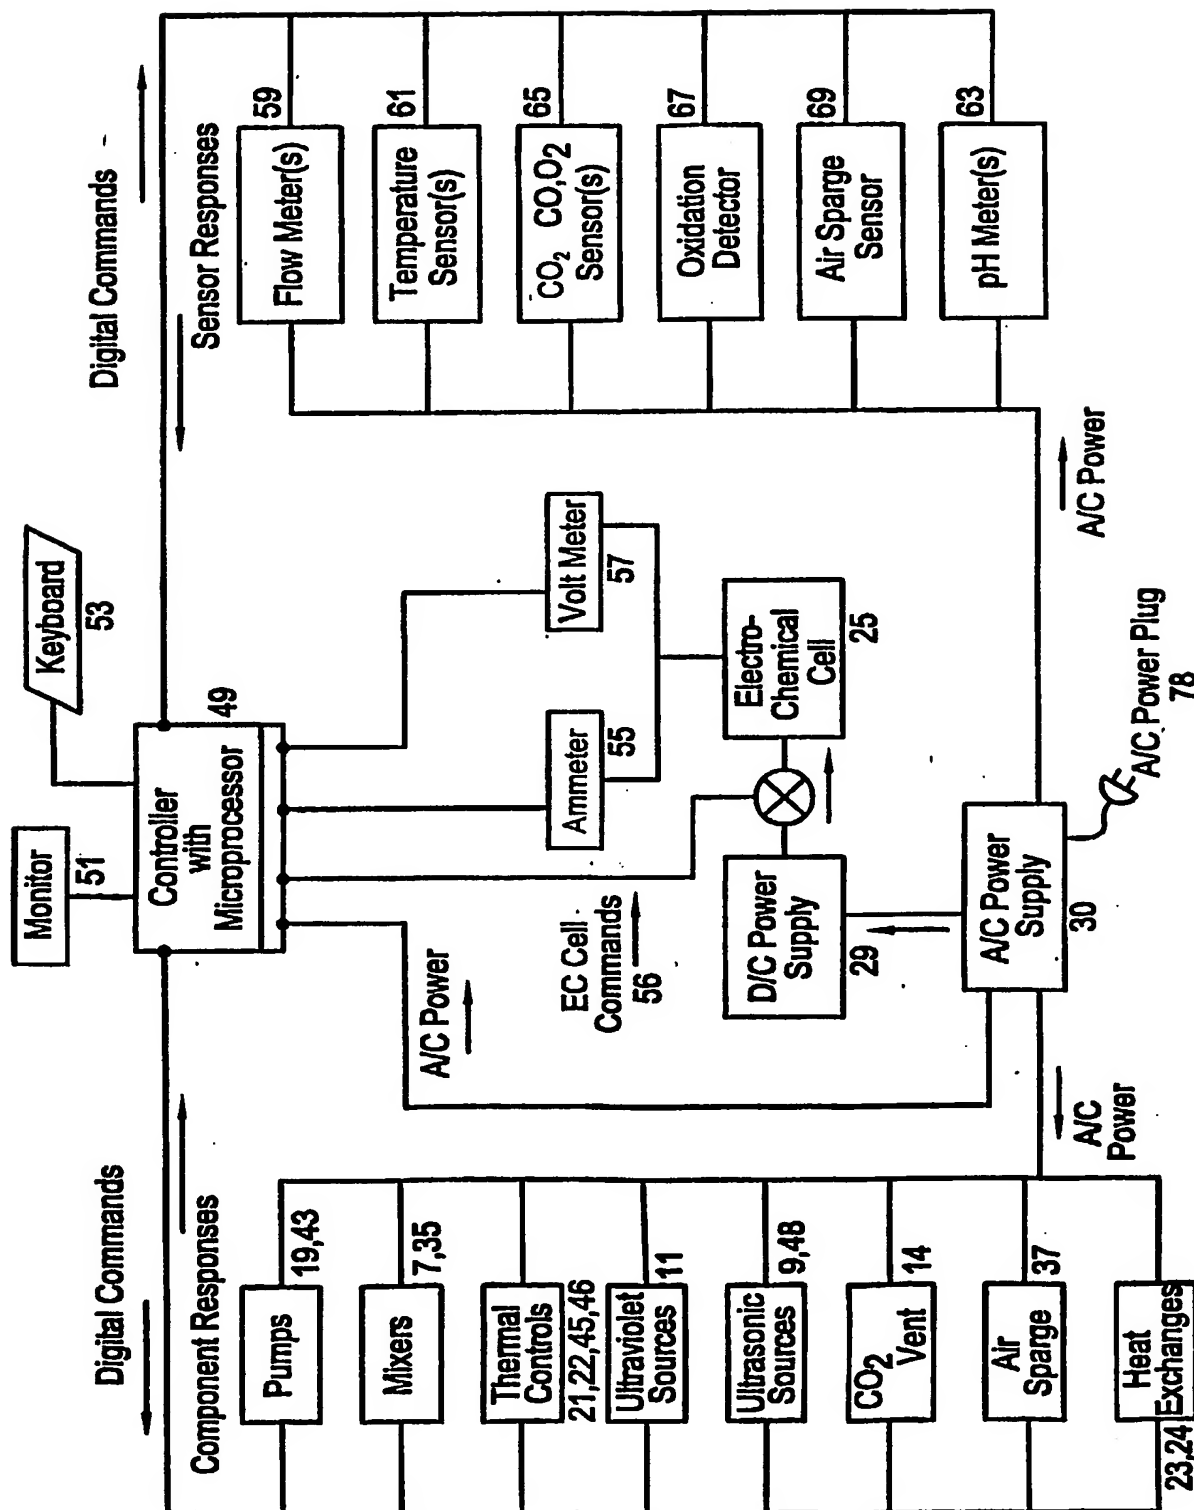 Monitor
51
Keyboard
53
Controller
with
Microprocessor
49
Digital Commands
Component Responses
Digital Commands
Sensor Responses
Pumps
19,43
Mixers
7,35
Thermal
Controls
21,22,45,46
Ultraviolet
Sources
11
Ultrasonic
Sources
9,48
CO2
Vent
14
Air
Sparge
37
Heat
Exchanges
23,24
A/C Power
EC Cell
Commands
56
Ammeter
55
Volt Meter
57
D/C Power
Supply
29
Electro-
Chemical
Cell
25
A/C Power
Supply
30
A/C Power Plug
78
A/C
Power
A/C Power
Flow Meter(s)
59
Temperature
Sensor(s)
61
CO2 CO,O2
Sensor(s)
65
Oxidation
Detector
67
Air Sparge
Sensor
69
pH Meter(s)
63